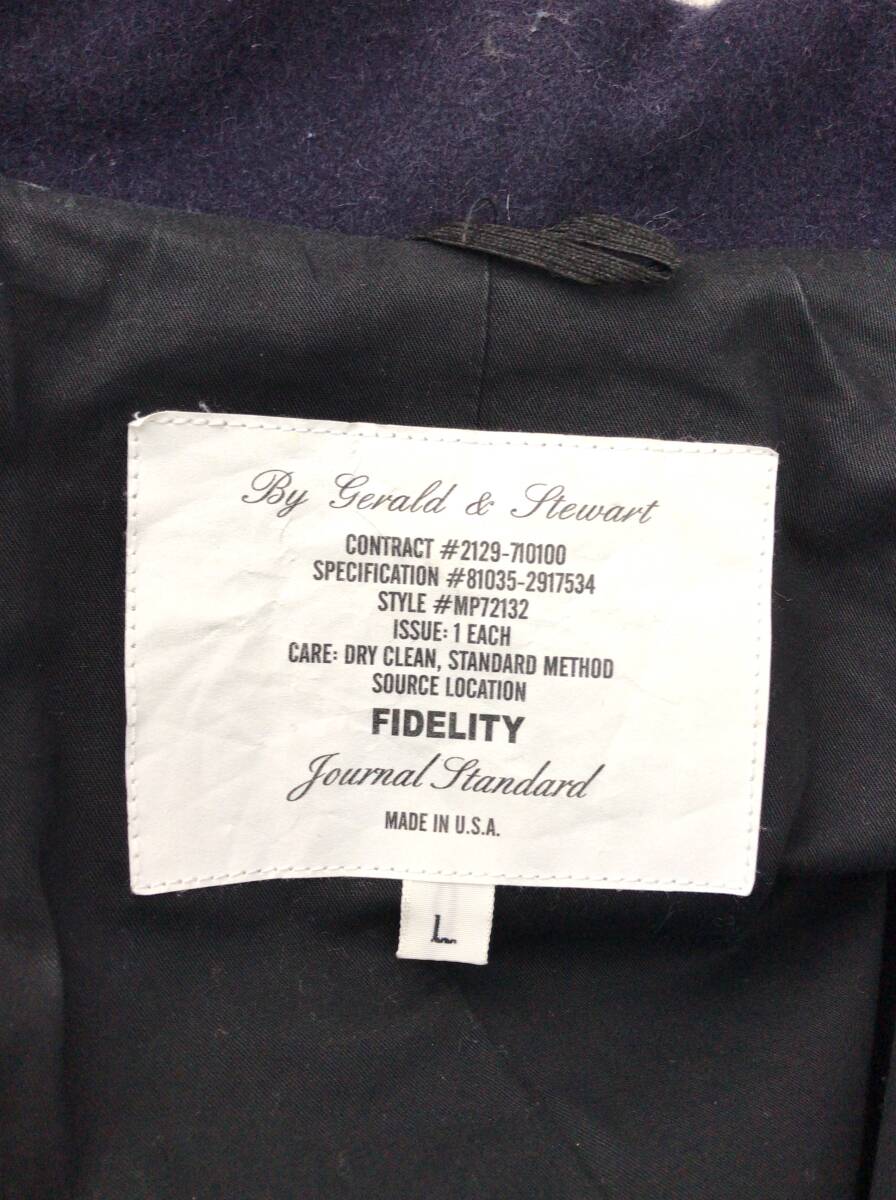 By Gerald & Stewart
CONTRACT #2129-710100
SPECIFICATION #81035-2917534
STYLE #MP72132
ISSUE: 1 EACH
CARE: DRY CLEAN, STANDARD METHOD
SOURCE LOCATION
FIDELITY
Journal Standard
MADE IN U.S.A.
L